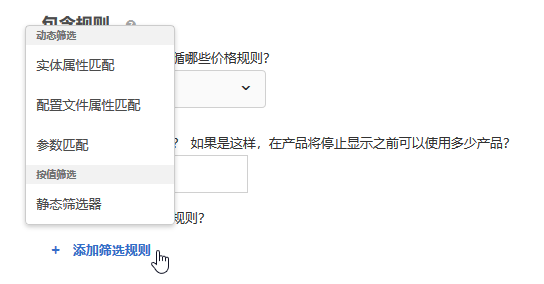 包含规则 ?
动态筛选
循哪些价格规则?
实体属性匹配
配置文件属性匹配
参数匹配
? 如果是这样，在产品将停止显示之前可以使用多少产品?
按值筛选
静态筛选器
规则?
+ 添加筛选规则